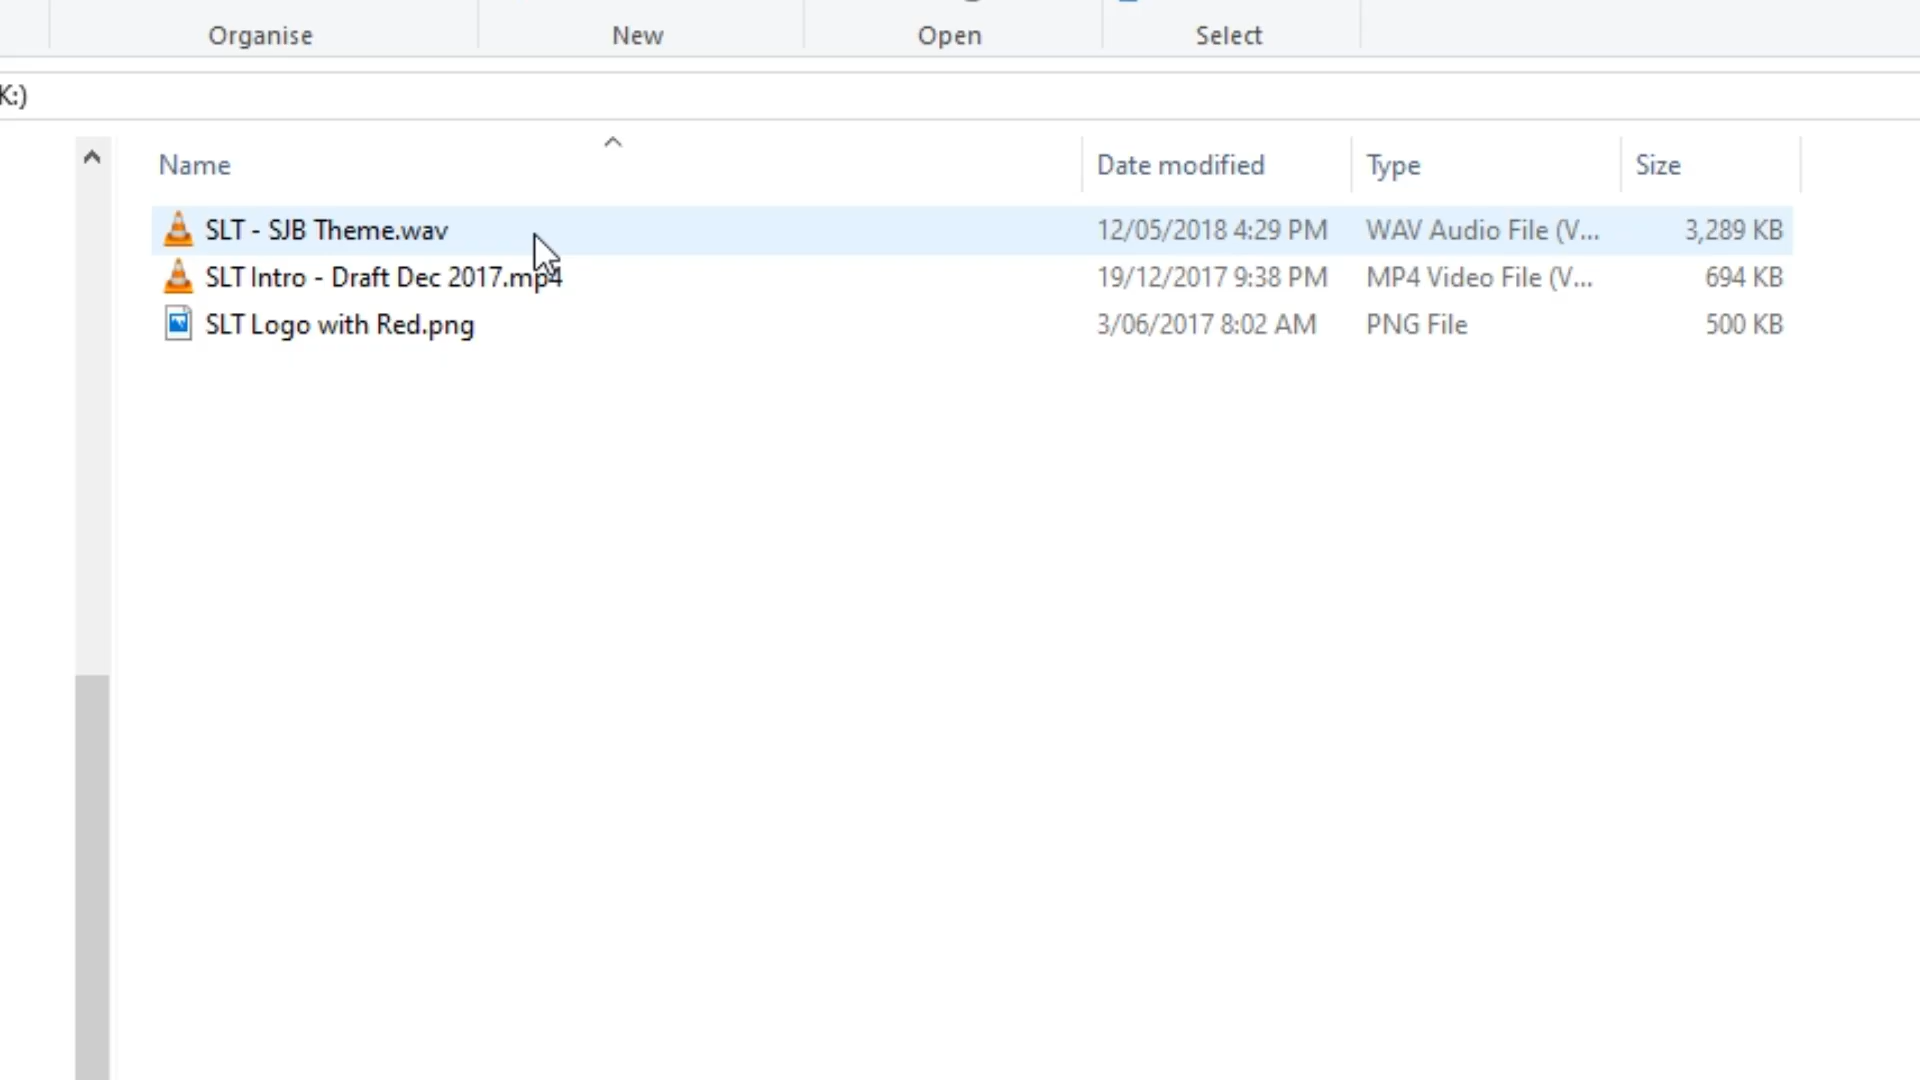 Organise New Open Select
K:)
Name Date modified Type Size
SLT - SJB Theme.wav 12/05/2018 4:29 PM WAV Audio File (V... 3,289 KB
SLT Intro - Draft Dec 2017.mp4 19/12/2017 9:38 PM MP4 Video File (V... 694 KB
SLT Logo with Red.png 3/06/2017 8:02 AM PNG File 500 KB